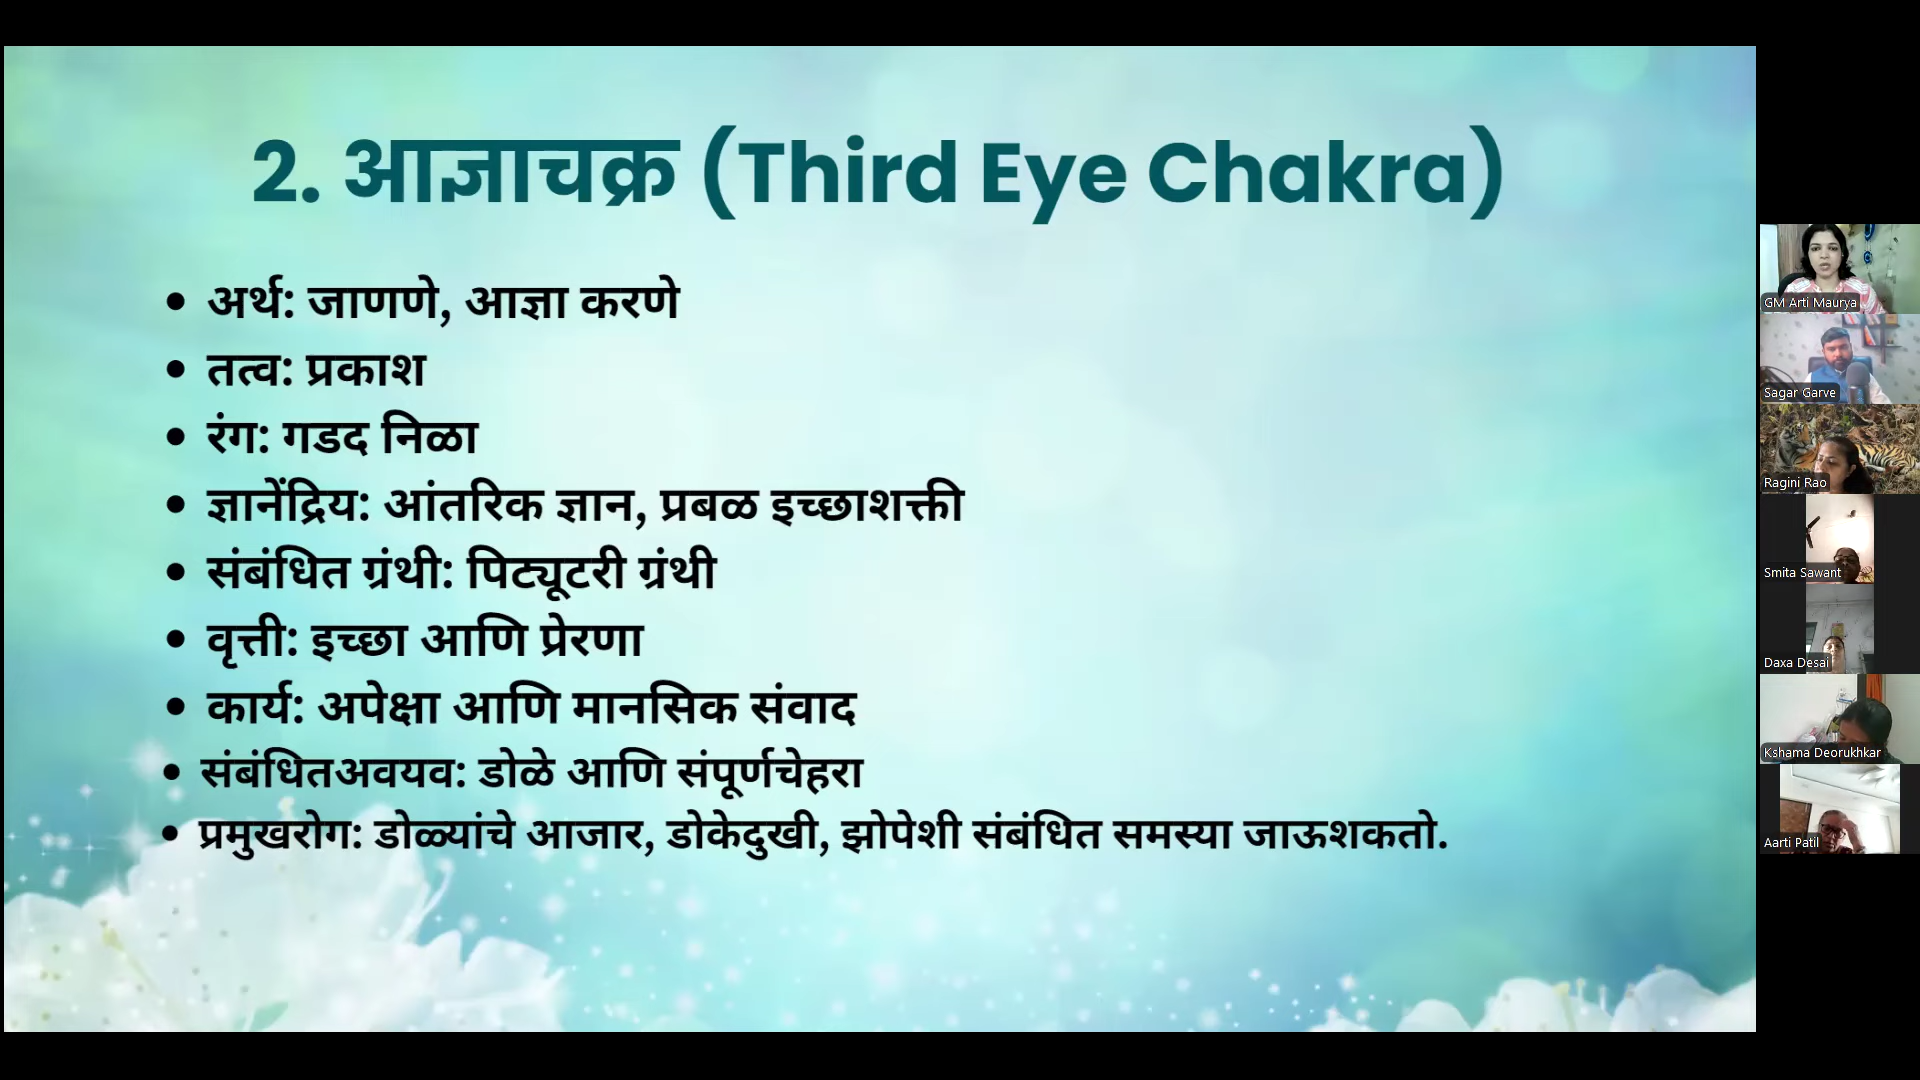 2. आज्ञाचक्र (Third Eye Chakra)
• अर्थ: जाणणे, आज्ञा करणे
• तत्व: प्रकाश
• रंग: गडद निळा
• ज्ञानेंद्रिय: आंतरिक ज्ञान, प्रबळ इच्छाशक्ती
• संबंधित ग्रंथी: पिट्यूटरी ग्रंथी
• वृत्ती: इच्छा आणि प्रेरणा
• कार्य: अपेक्षा आणि मानसिक संवाद
• संबंधितअवयव: डोळे आणि संपूर्णचेहरा
• प्रमुखरोग: डोळ्यांचे आजार, डोकेदुखी, झोपेशी संबंधित समस्या जाऊशकतो.
GM Arti Maurya
Sagar Garve
Ragini Rao
Smita Sawant
Daxa Desai
Kshama Deorukhkar
Aarti Patil